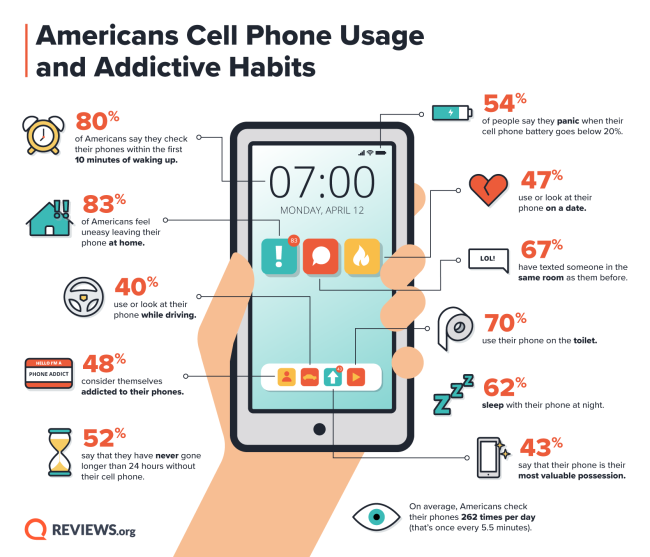 Americans Cell Phone Usage
and Addictive Habits
80%
of Americans say they check
their phones within the first
10 minutes of waking up.
83%
of Americans feel
uneasy leaving their
phone at home.
40%
use or look at their
phone while driving.
HELLO I'M A
PHONE ADDICT
48%
consider themselves
addicted to their phones.
52%
say that they have never gone
longer than 24 hours without
their cell phone.
07:00
MONDAY, APRIL 12
!
83
54%
of people say they panic when their
cell phone battery goes below 20%.
47%
use or look at their
phone on a date.
LOL!
67%
have texted someone in the
same room as them before.
70%
use their phone on the toilet.
ZZZ
62%
sleep with their phone at night.
43%
say that their phone is their
most valuable possession.
On average, Americans check
their phones 262 times per day
(that's once every 5.5 minutes).
REVIEWS.org